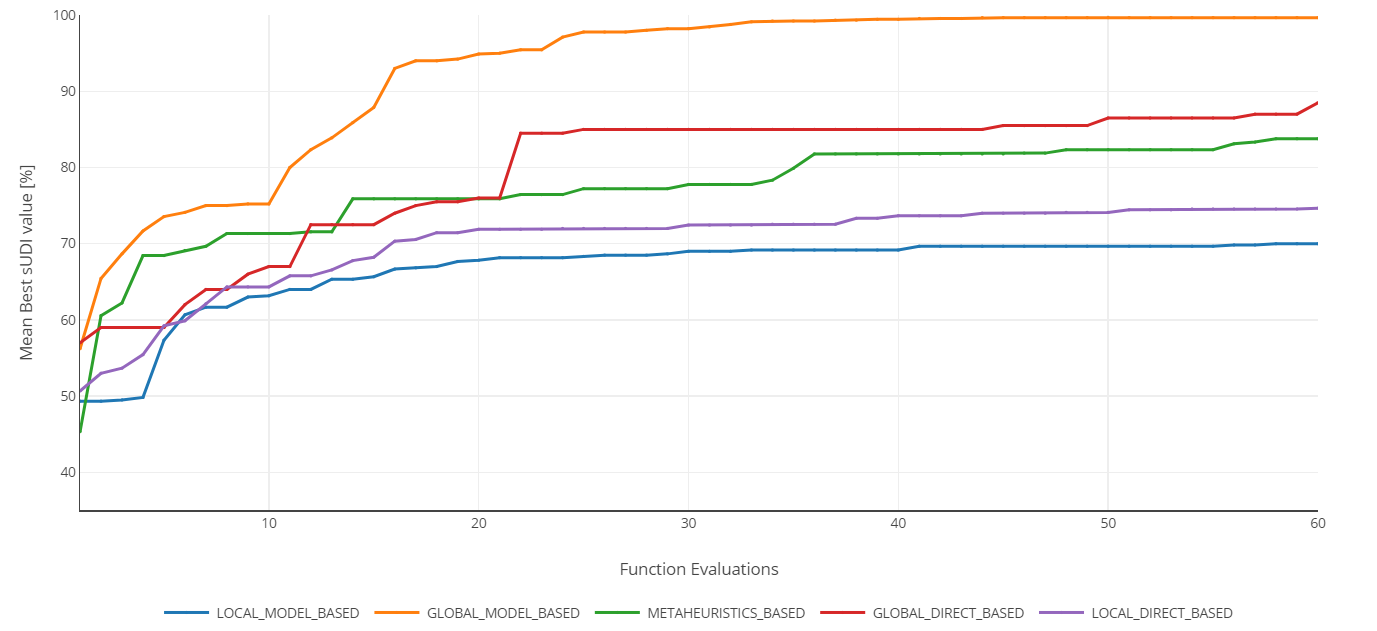 Mean Best sUDI value [%]
100
90
80
70
60
50
40
10 20 30 40 50 60
Function Evaluations
LOCAL_MODEL_BASED GLOBAL_MODEL_BASED METAHEURISTICS_BASED GLOBAL_DIRECT_BASED LOCAL_DIRECT_BASED